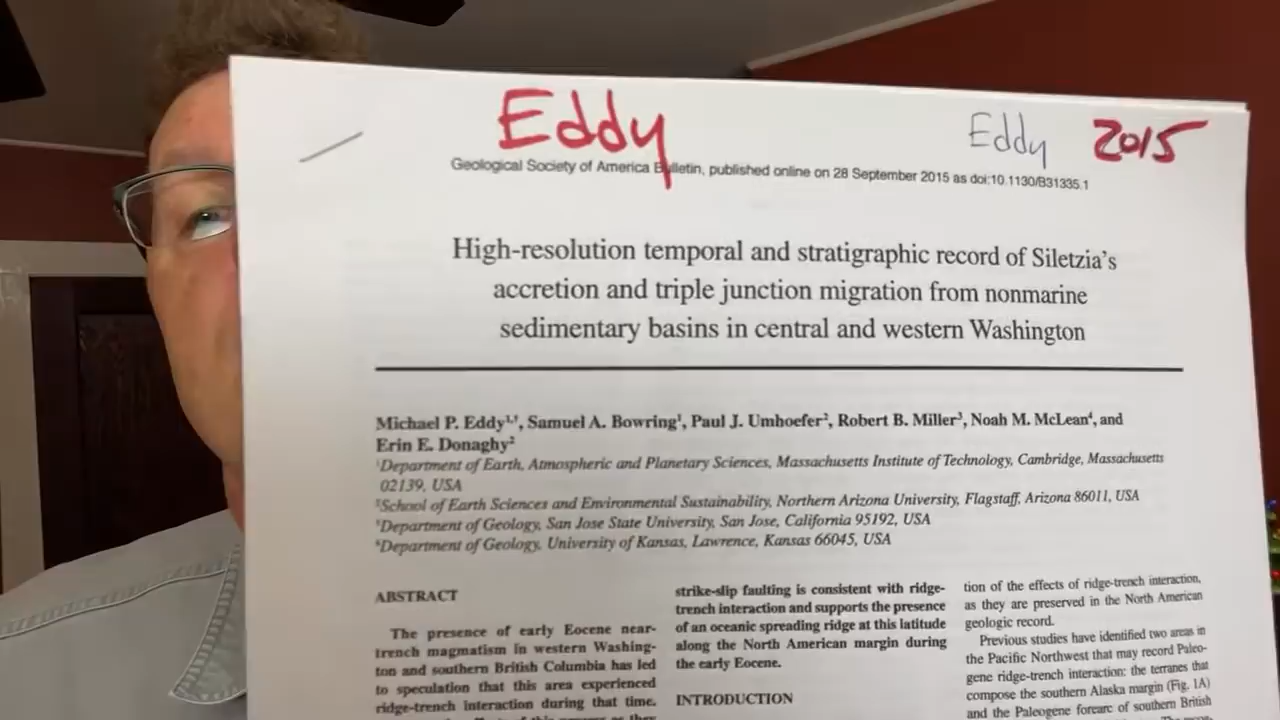 Eddy
Eddy 2015
Geological Society of America Bulletin, published online on 28 September 2015 as doi:10.1130/B31335.1
High-resolution temporal and stratigraphic record of Siletzia's
accretion and triple junction migration from nonmarine
sedimentary basins in central and western Washington
Michael P. Eddy1,†, Samuel A. Bowring1, Paul J. Umhoefer2, Robert B. Miller3, Noah M. McLean4, and
Erin E. Donaghy2
1Department of Earth, Atmospheric and Planetary Sciences, Massachusetts Institute of Technology, Cambridge, Massachusetts
02139, USA
2School of Earth Sciences and Environmental Sustainability, Northern Arizona University, Flagstaff, Arizona 86011, USA
3Department of Geology, San Jose State University, San Jose, California 95192, USA
4Department of Geology, University of Kansas, Lawrence, Kansas 66045, USA
ABSTRACT
The presence of early Eocene near-
trench magmatism in western Washing-
ton and southern British Columbia has led
to speculation that this area experienced
ridge-trench interaction during that time.
strike-slip faulting is consistent with ridge-
trench interaction and supports the presence
of an oceanic spreading ridge at this latitude
along the North American margin during
the early Eocene.
INTRODUCTION
tion of the effects of ridge-trench interaction,
as they are preserved in the North American
geologic record.
Previous studies have identified two areas in
the Pacific Northwest that may record Paleo-
gene ridge-trench interaction: the terranes that
compose the southern Alaska margin (Fig. 1A)
and the Paleogene forearc of southern British